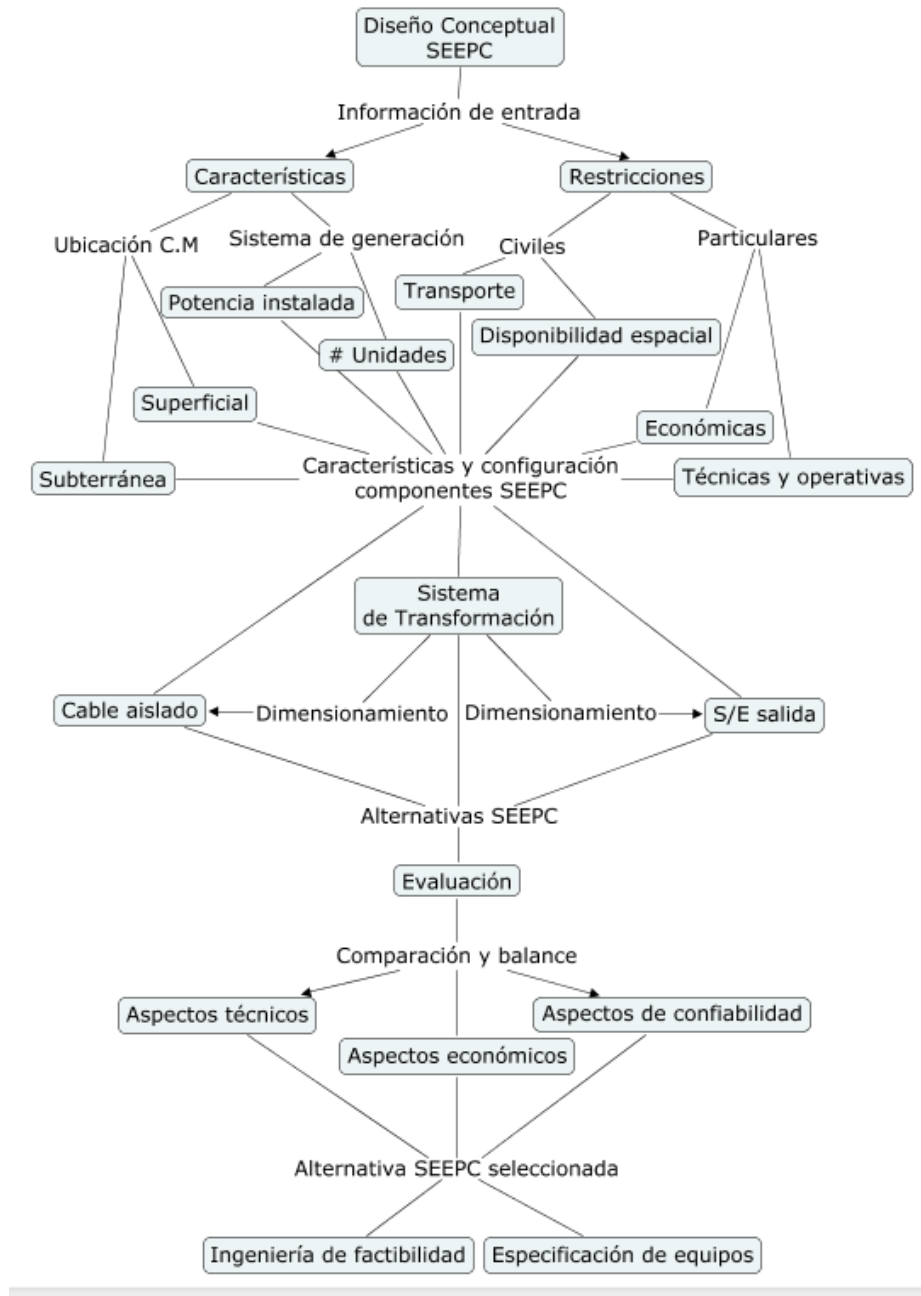 Diseño Conceptual
SEEPC
Información de entrada
Características
Restricciones
Ubicación C.M
Sistema de generación
Civiles
Particulares
Potencia instalada
Transporte
# Unidades
Disponibilidad espacial
Superficial
Económicas
Subterránea
Características y configuración
componentes SEEPC
Técnicas y operativas
Sistema
de Transformación
Cable aislado
Dimensionamiento
Dimensionamiento
S/E salida
Alternativas SEEPC
Evaluación
Comparación y balance
Aspectos técnicos
Aspectos de confiabilidad
Aspectos económicos
Alternativa SEEPC seleccionada
Ingeniería de factibilidad
Especificación de equipos